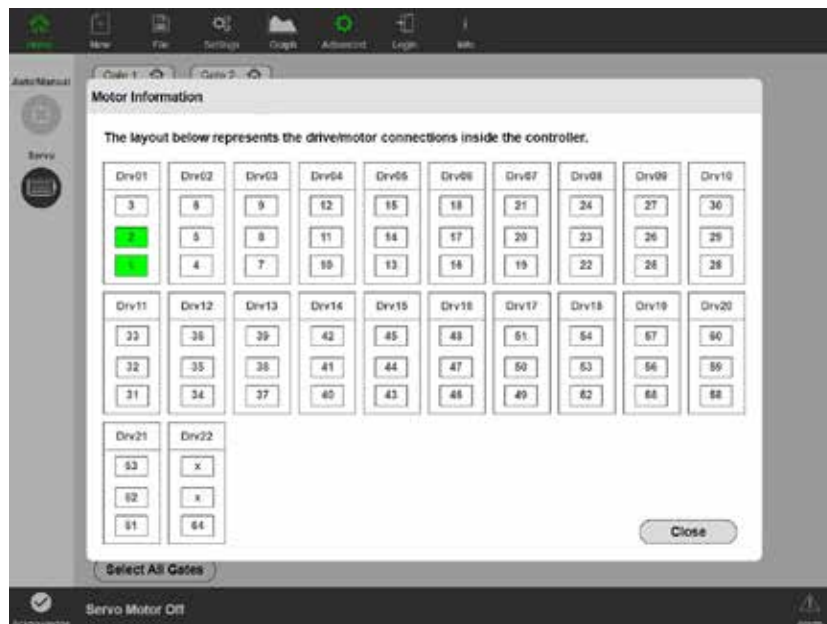 Home New File Settings Graph Advanced Login Info
Auto/Manual
Gate 1 Gate 2
Motor Information
Servo
The layout below represents the drive/motor connections inside the controller.
Drv01 Drv02 Drv03 Drv04 Drv05 Drv06 Drv07 Drv08 Drv09 Drv10
3 6 9 12 15 18 21 24 27 30
2 5 8 11 14 17 20 23 26 29
1 4 7 10 13 16 19 22 28
Drv11 Drv12 Drv13 Drv14 Drv15 Drv16 Drv17 Drv18 Drv19 Drv20
33 36 39 42 45 48 51 54 57 60
32 35 38 41 44 47 50 53 56 59
31 34 37 40 43 46 49
Drv21 Drv22
63 x
62 x
61 64
Close
Select All Gates
Servo Motor Off